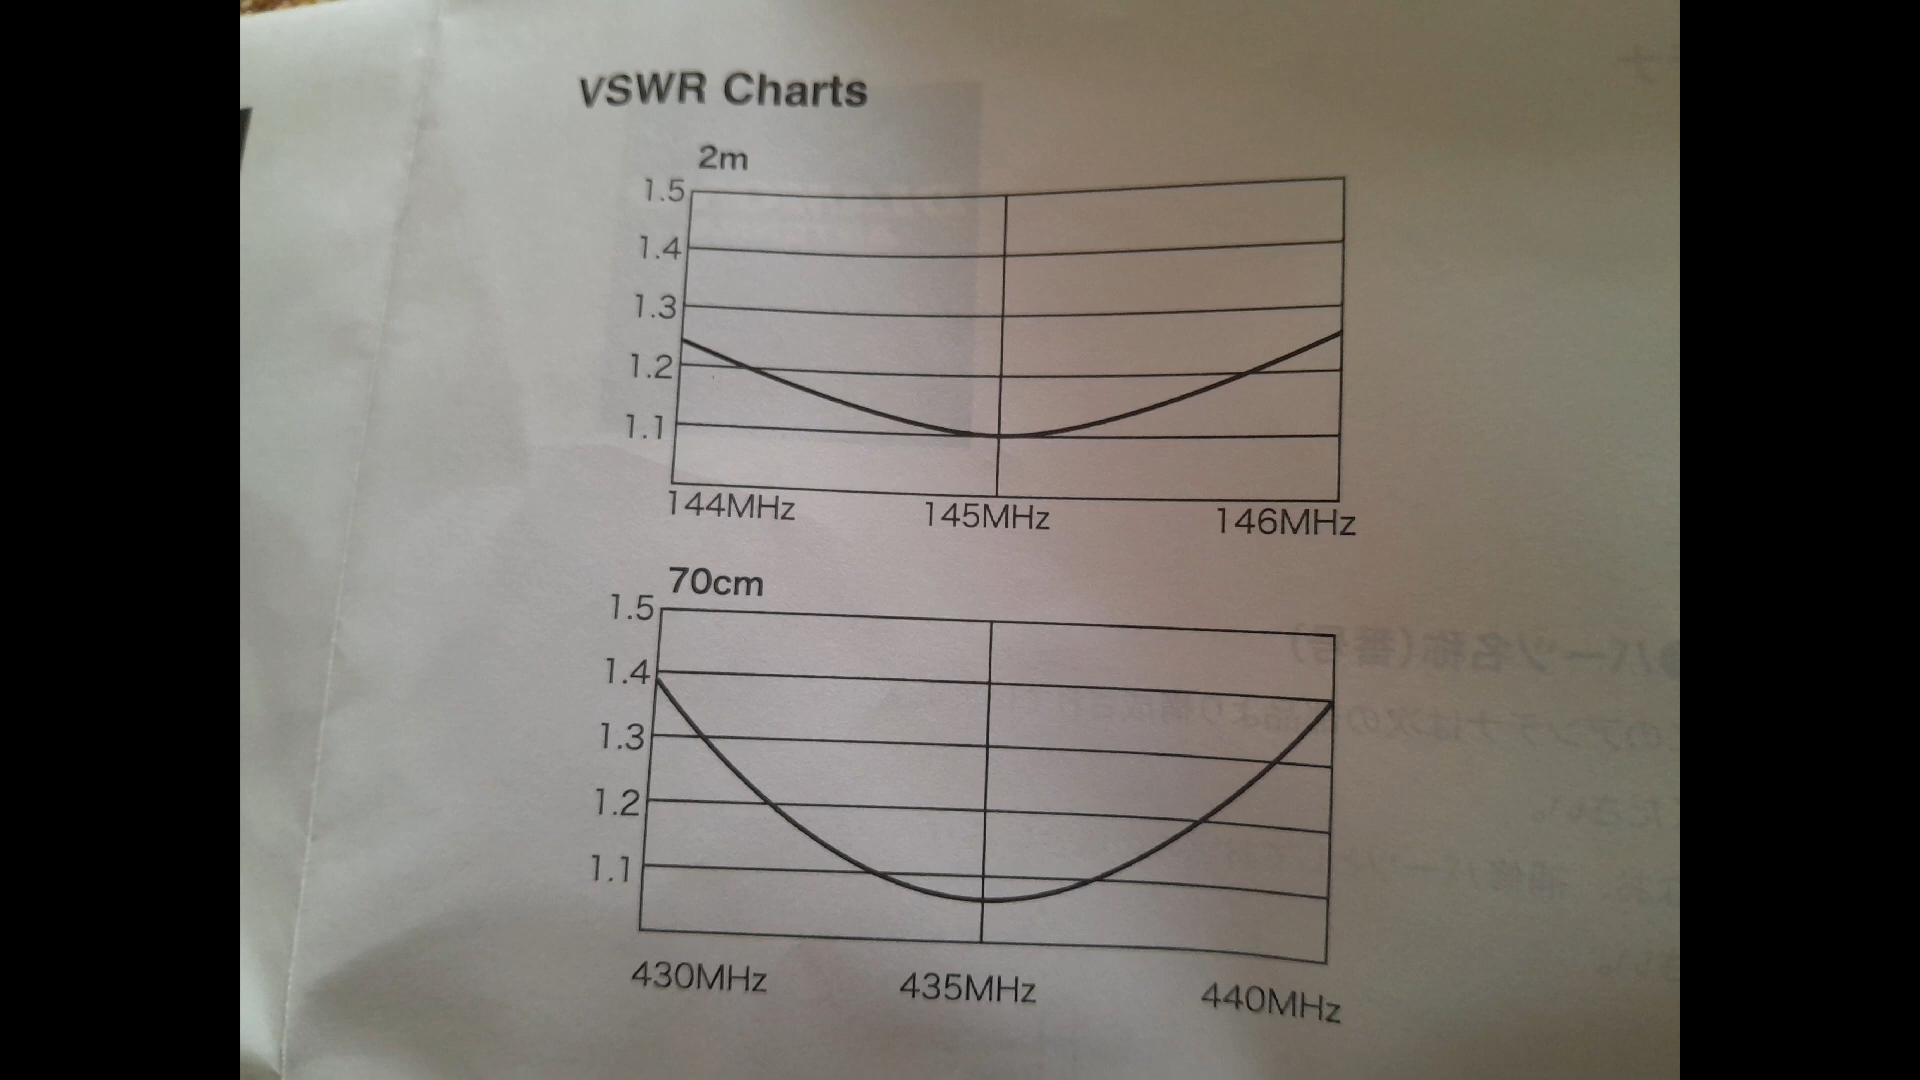 VSWR Charts
2m
1.5
1.4
1.3
1.2
1.1
144MHz 145MHz 146MHz
70cm
1.5
1.4
1.3
1.2
1.1
430MHz 435MHz 440MHz